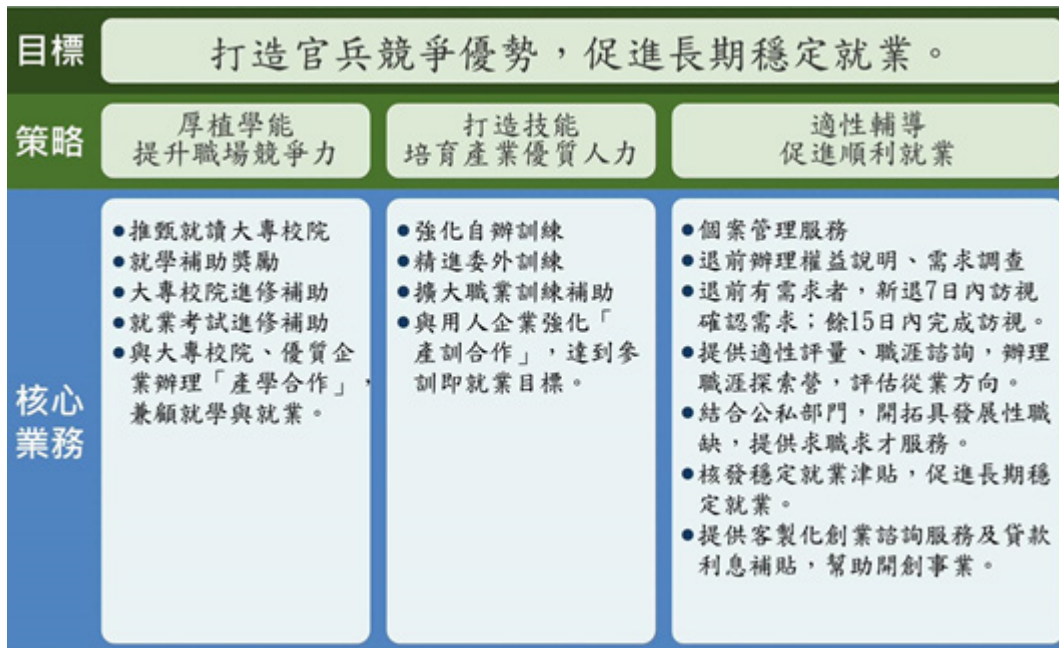 目標
打造官兵競爭優勢，促進長期穩定就業。
策略
厚植學能
提升職場競爭力
打造技能
培育產業優質人力
適性輔導
促進順利就業
核心
業務
●推甄就讀大專校院
●就學補助獎勵
●大專校院進修補助
●就業考試進修補助
●與大專校院、優質企
業辦理「產學合作」，
兼顧就學與就業。
●強化自辦訓練
●精進委外訓練
●擴大職業訓練補助
●與用人企業強化「
產訓合作」，達到參
訓即就業目標。
●個案管理服務
●退前辦理權益說明、需求調查
●退前有需求者，新退7日內訪視
確認需求；餘15日內完成訪視。
●提供適性評量、職涯諮詢，辦理
職涯探索營，評估從業方向。
●結合公私部門，開拓具發展性職
缺，提供求職求才服務。
●核發穩定就業津貼，促進長期穩
定就業。
●提供客製化創業諮詢服務及貸款
利息補貼，幫助開創事業。